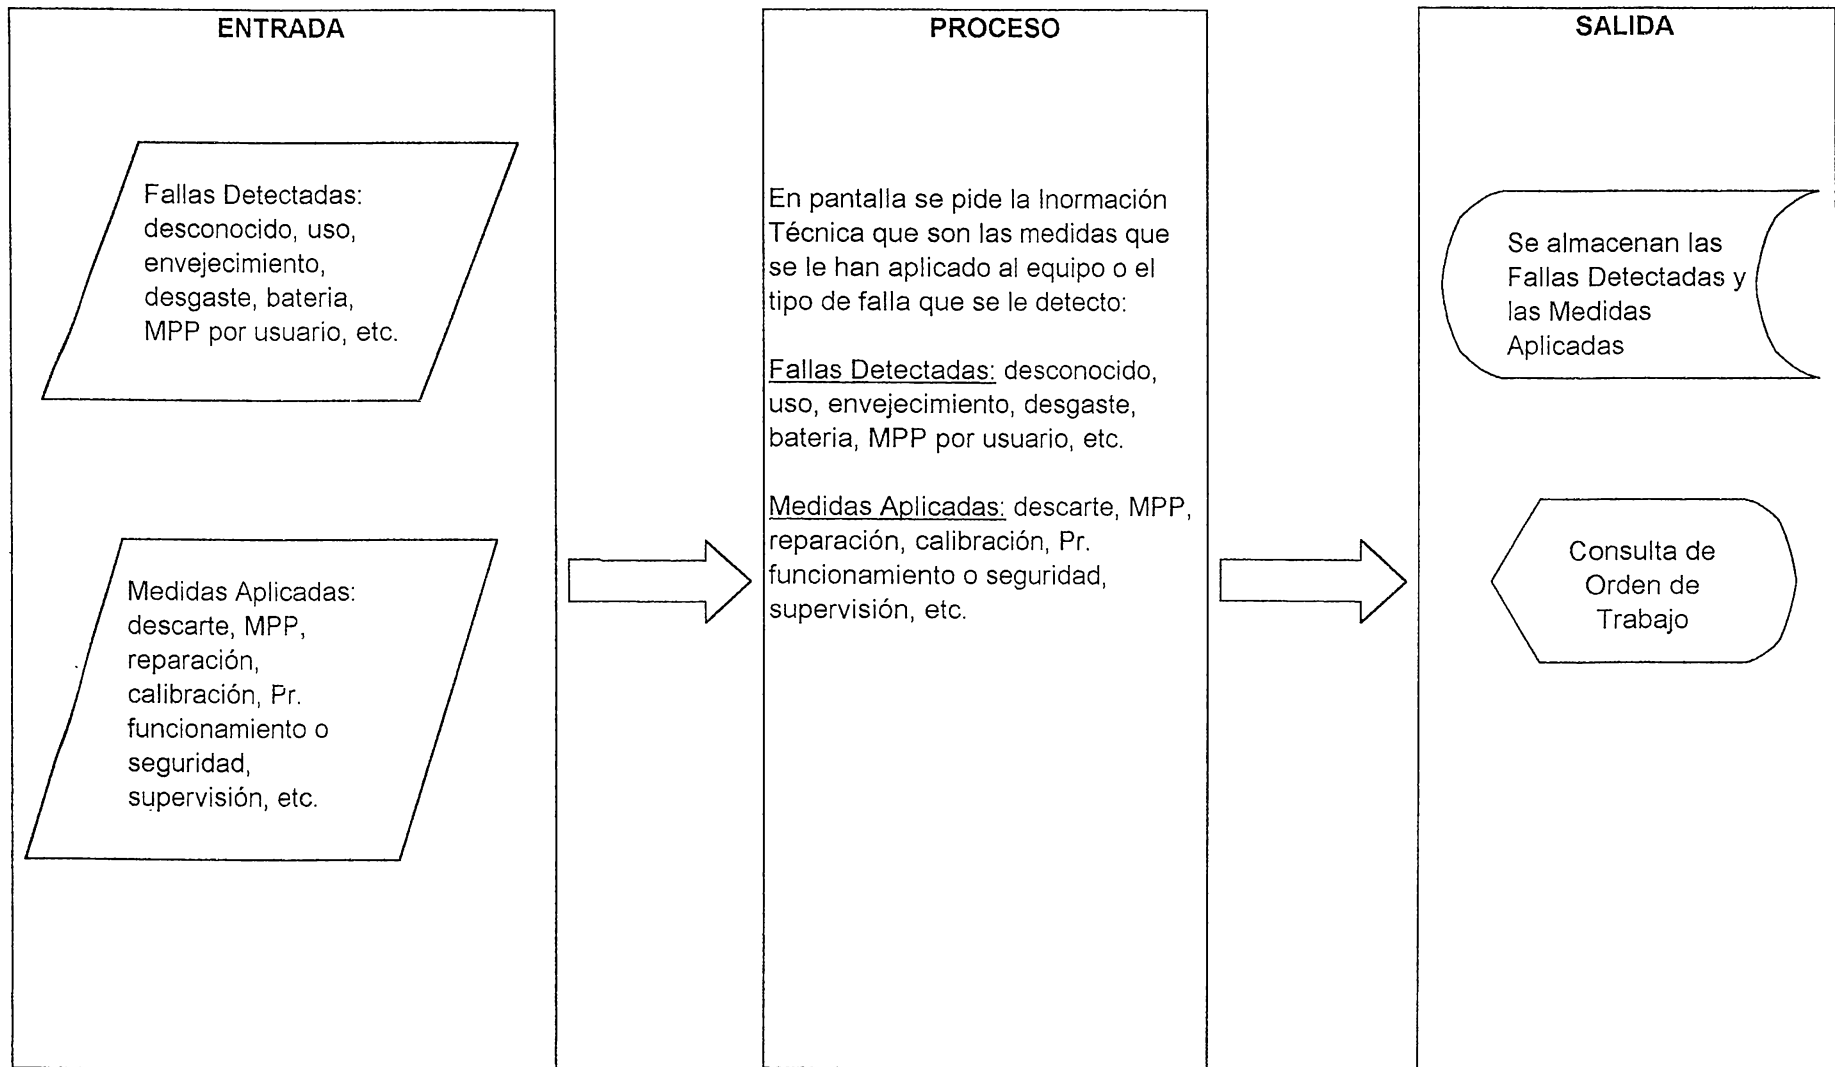 ENTRADA
Fallas Detectadas:
desconocido, uso,
envejecimiento,
desgaste, bateria,
MPP por usuario, etc.
Medidas Aplicadas:
descarte, MPP,
reparación,
calibración, Pr.
funcionamiento o
seguridad,
supervisión, etc.
PROCESO
En pantalla se pide la Inormación
Técnica que son las medidas que
se le han aplicado al equipo o el
tipo de falla que se le detecto:
Fallas Detectadas: desconocido,
uso, envejecimiento, desgaste,
bateria, MPP por usuario, etc.
Medidas Aplicadas: descarte, MPP,
reparación, calibración, Pr.
funcionamiento o seguridad,
supervisión, etc.
SALIDA
Se almacenan las
Fallas Detectadas y
las Medidas
Aplicadas
Consulta de
Orden de
Trabajo